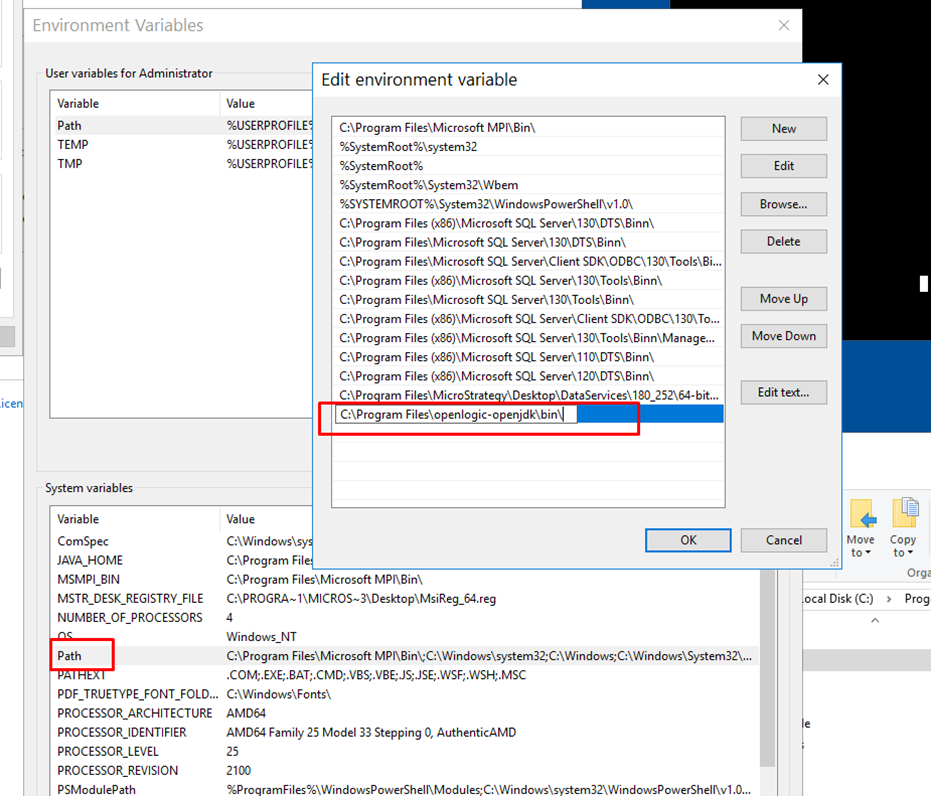 Environment Variables
User variables for Administrator
Variable Value
Path %USERPROFILE%
TEMP %USERPROFILE%
TMP %USERPROFILE%
Edit environment variable
C:\Program Files\Microsoft MPI\Bin\
%SystemRoot%\system32
%SystemRoot%
%SystemRoot%\System32\Wbem
%SYSTEMROOT%\System32\WindowsPowerShell\v1.0\
C:\Program Files (x86)\Microsoft SQL Server\130\DTS\Binn\
C:\Program Files\Microsoft SQL Server\130\DTS\Binn\
C:\Program Files\Microsoft SQL Server\Client SDK\ODBC\130\Tools\Bi...
C:\Program Files (x86)\Microsoft SQL Server\130\Tools\Binn\
C:\Program Files\Microsoft SQL Server\130\Tools\Binn\
C:\Program Files (x86)\Microsoft SQL Server\Client SDK\ODBC\130\To...
C:\Program Files (x86)\Microsoft SQL Server\130\Tools\Binn\Manage...
C:\Program Files (x86)\Microsoft SQL Server\110\DTS\Binn\
C:\Program Files (x86)\Microsoft SQL Server\120\DTS\Binn\
C:\Program Files\MicroStrategy\Desktop\DataServices\180_252\64-bit...
C:\Program Files\openlogic-openjdk\bin\
New
Edit
Browse...
Delete
Move Up
Move Down
Edit text...
OK Cancel
System variables
Variable Value
ComSpec C:\Windows\sys
JAVA_HOME C:\Program Files
MSMPI_BIN C:\Program Files\Microsoft MPI\Bin\
MSTR_DESK_REGISTRY_FILE C:\PROGRA~1\MICROS~3\Desktop\MsiReg_64.reg
NUMBER_OF_PROCESSORS 4
OS Windows_NT
Path C:\Program Files\Microsoft MPI\Bin\;C:\Windows\system32;C:\Windows;C:\Windows\System32\...
PATHEXT .COM;.EXE;.BAT;.CMD;.VBS;.VBE;.JS;.JSE;.WSF;.WSH;.MSC
PDF_TRUETYPE_FONT_FOLD... C:\Windows\Fonts\
PROCESSOR_ARCHITECTURE AMD64
PROCESSOR_IDENTIFIER AMD64 Family 25 Model 33 Stepping 0, AuthenticAMD
PROCESSOR_LEVEL 25
PROCESSOR_REVISION 2100
PSModulePath %ProgramFiles%\WindowsPowerShell\Modules;C:\Windows\system32\WindowsPowerShell\v1.0...
licen
Move to
Copy to
Orga
ocal Disk (C:) > Prog